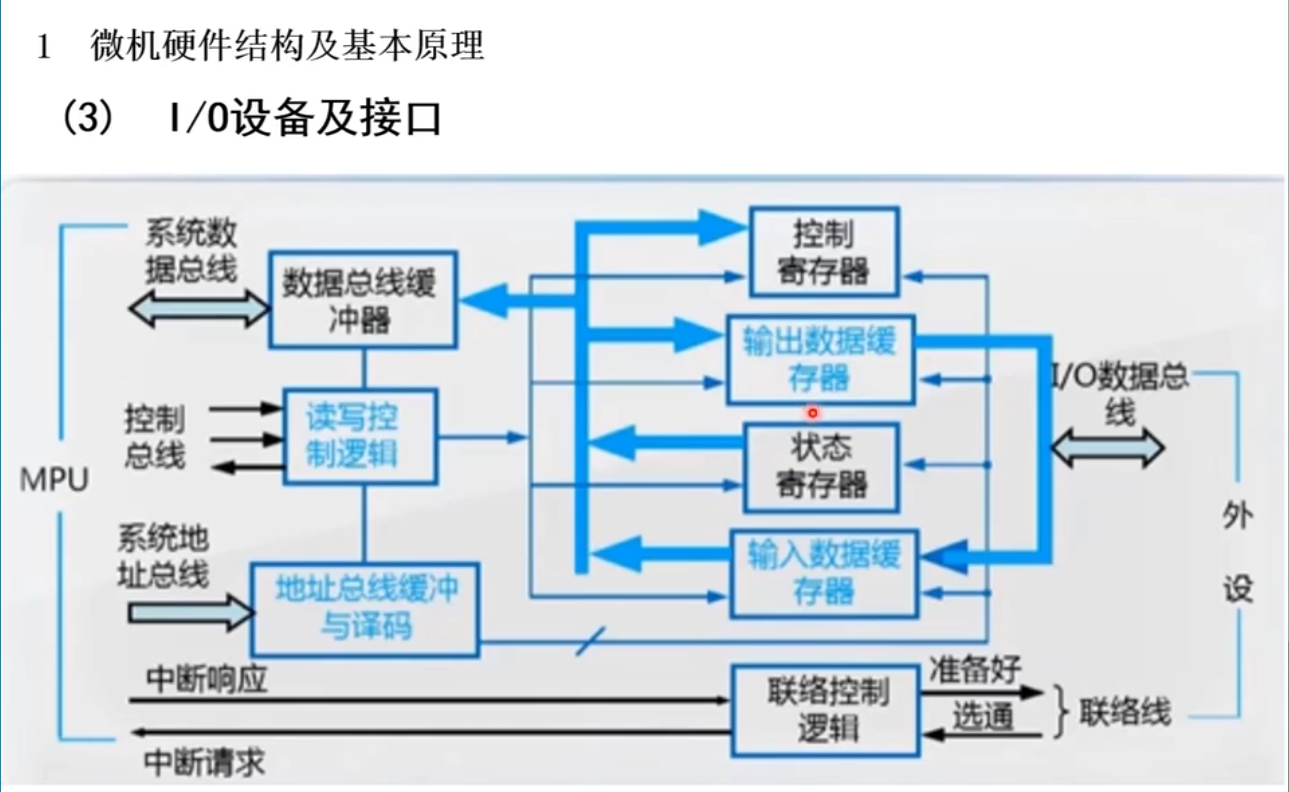 1 微机硬件结构及基本原理
(3) I/O设备及接口
系统数
据总线
数据总线缓
冲器
控制
寄存器
输出数据缓
存器
I/O数据总
线
控制
总线
读写控
制逻辑
状态
寄存器
MPU
外
设
系统地
址总线
地址总线缓冲
与译码
输入数据缓
存器
中断响应
中断请求
联络控制
逻辑
准备好
选通
联络线